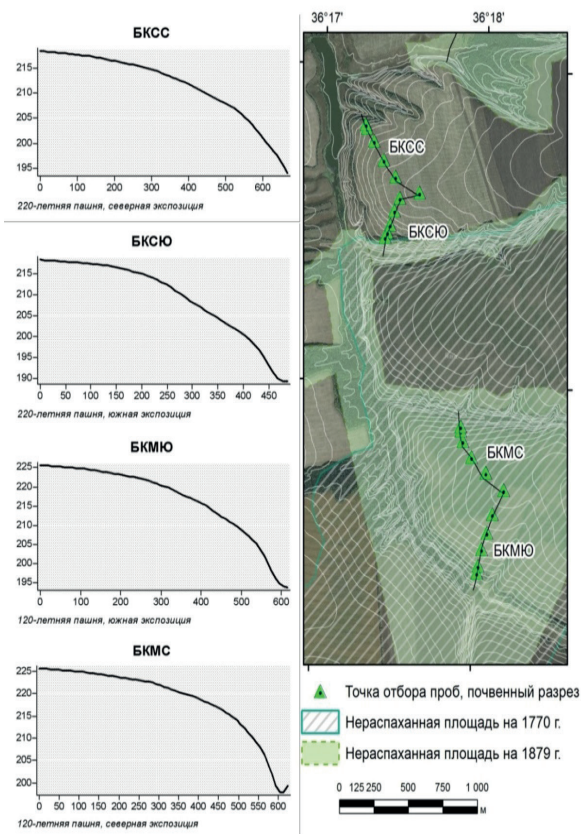 БКСС
215
210
205
200
195
0 100 200 300 400 500 600
220-летняя пашня, северная экспозиция
БКСЮ
215
210
205
200
195
190
0 50 100 150 200 250 300 350 400 450
220-летняя пашня, южная экспозиция
БКМЮ
225
220
215
210
205
200
195
0 100 200 300 400 500 600
120-летняя пашня, южная экспозиция
БКМС
225
220
215
210
205
200
0 50 100 150 200 250 300 350 400 450 500 550 600
120-летняя пашня, северная экспозиция
36°17' 36°18'
БКСС
БКСЮ
БКМС
БКМЮ
Точка отбора проб, почвенный разрез
Нераспаханная площадь на 1770 г.
Нераспаханная площадь на 1879 г.
0 125 250 500 750 1 000
м